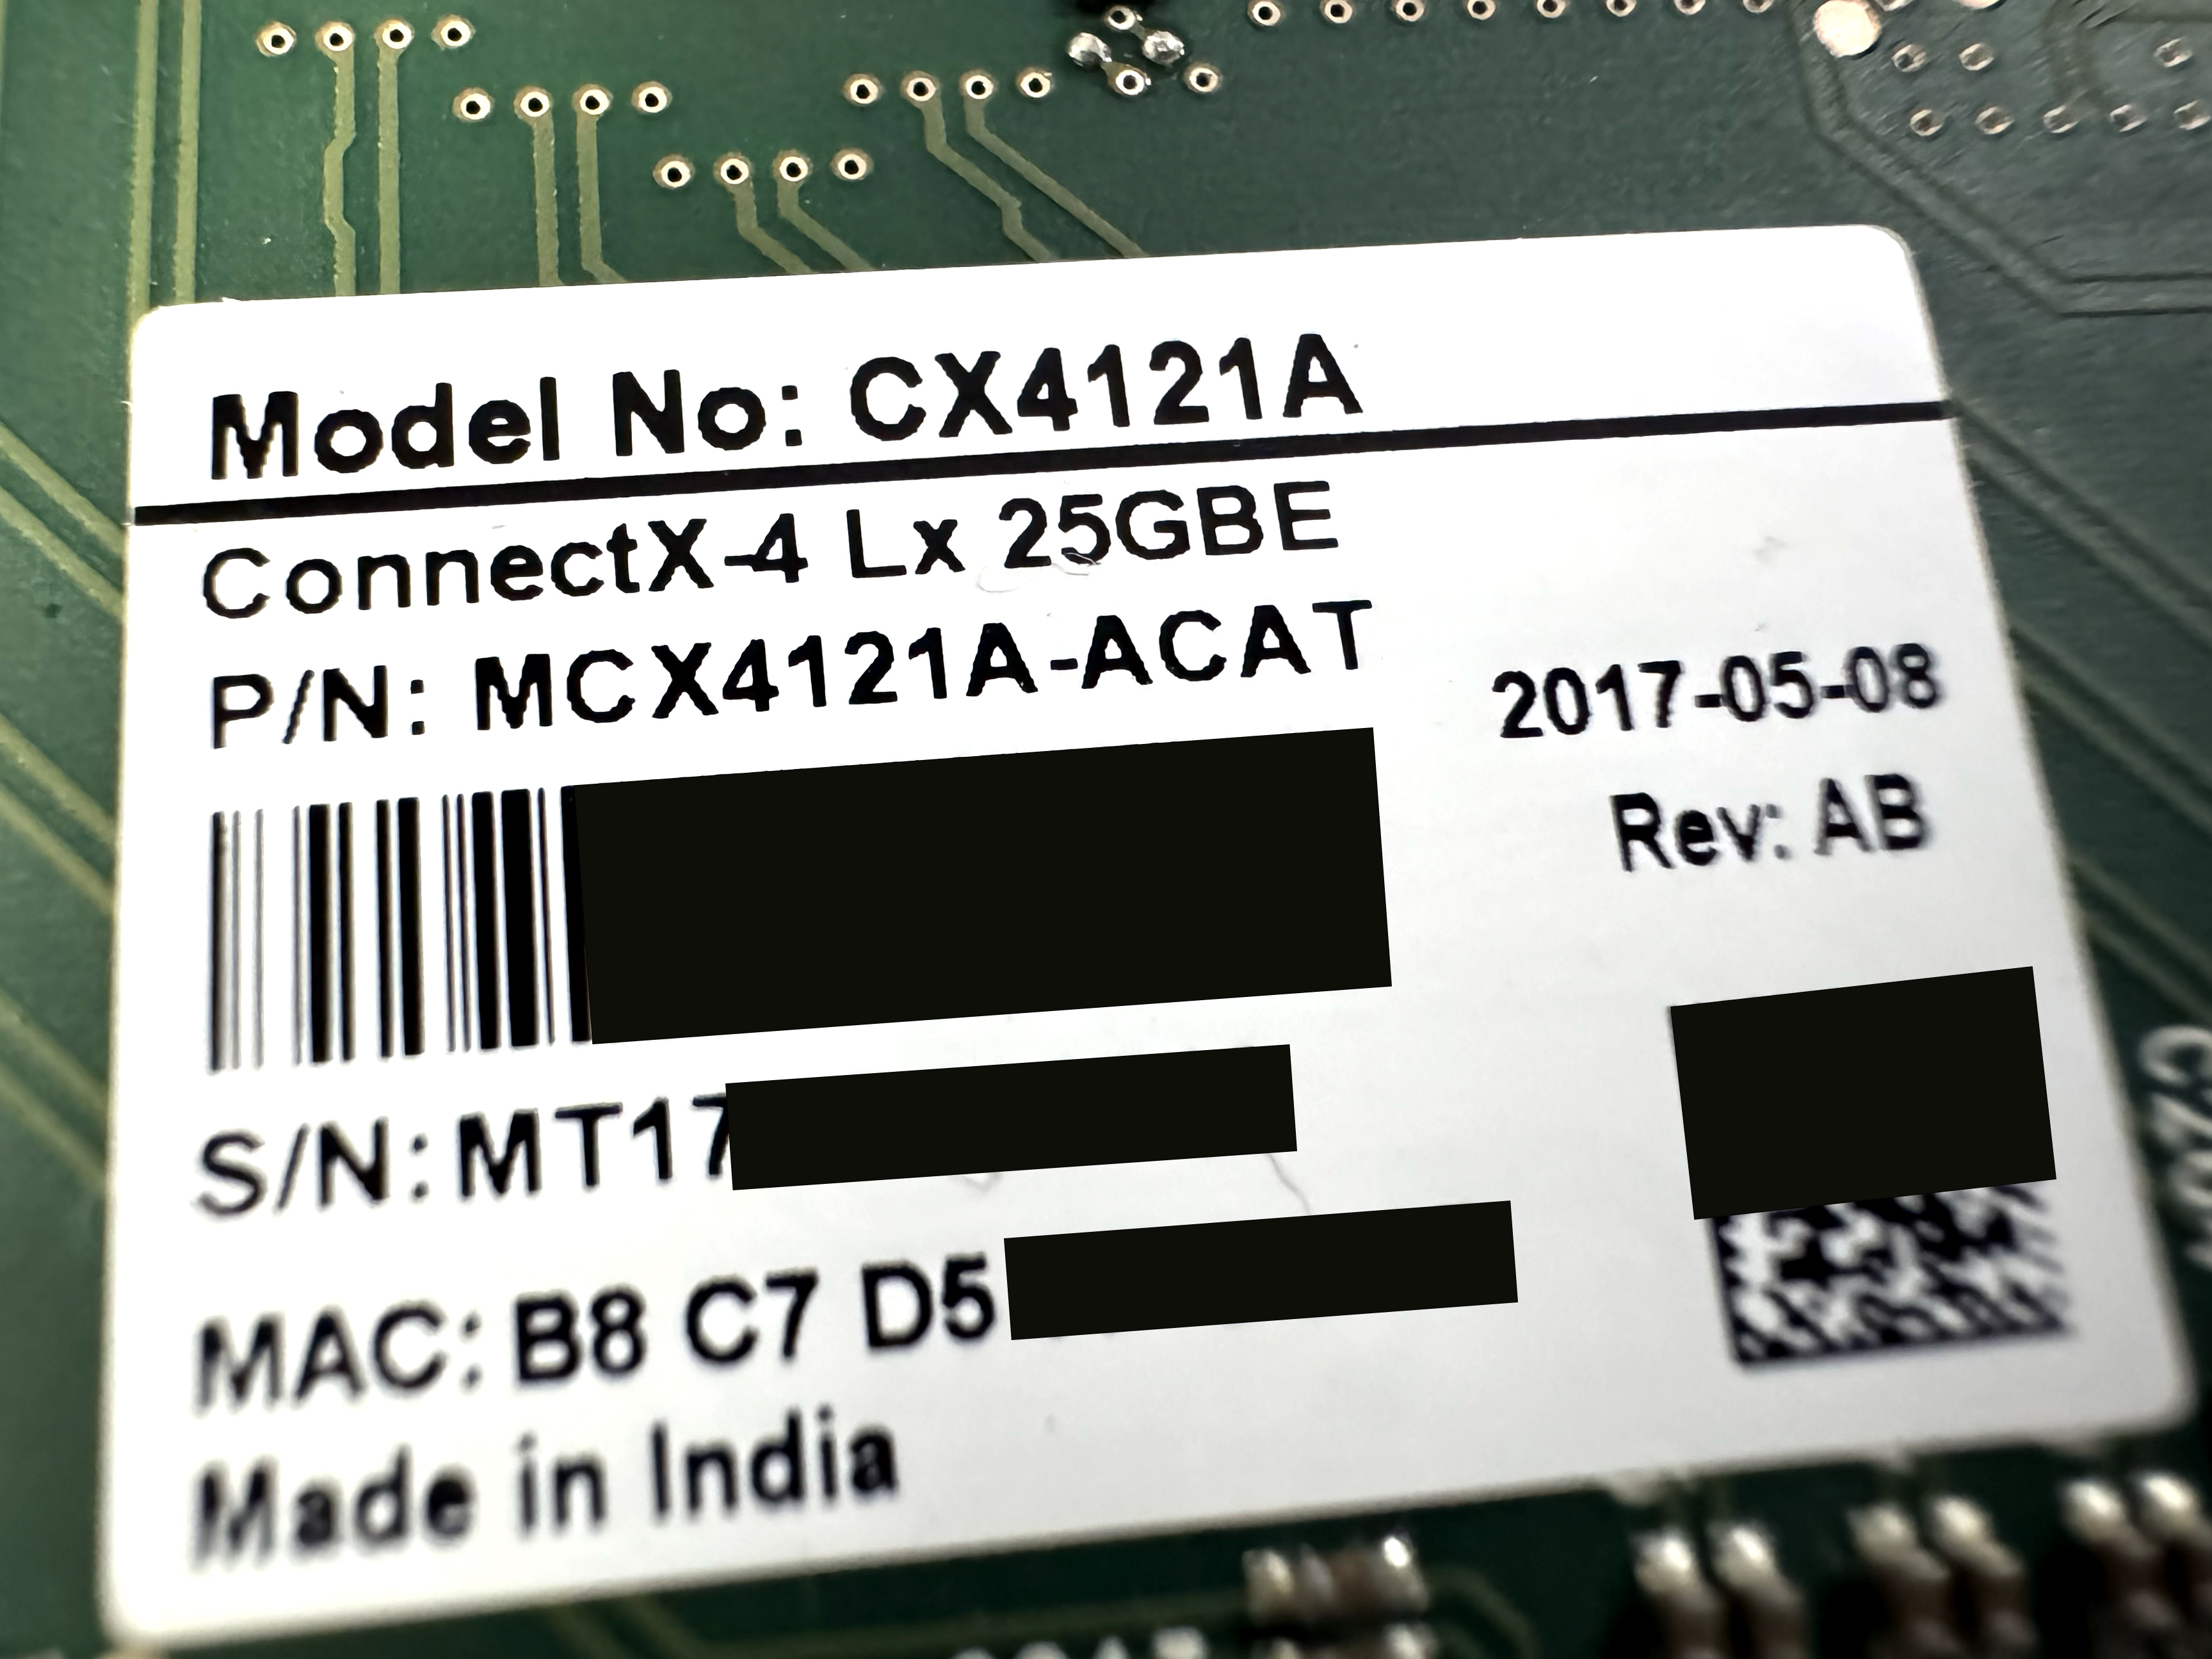 Model No: CX4121A
ConnectX-4 Lx 25GBE
P/N: MCX4121A-ACAT
2017-05-08
Rev: AB
S/N: MT17
MAC: B8 C7 D5
Made in India